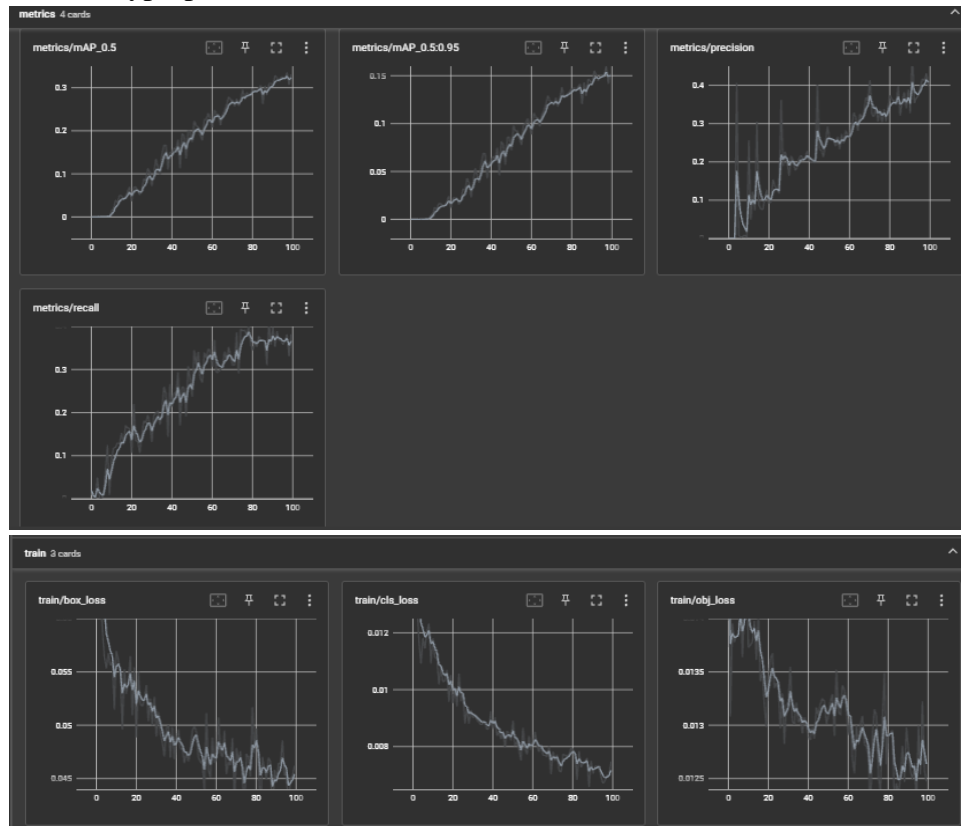 metrics 4 cards
metrics/mAP_0.5
0.3
0.2
0.1
0
0 20 40 60 80 100
metrics/mAP_0.5:0.95
0.15
0.1
0.05
0
0 20 40 60 80 100
metrics/precision
0.4
0.3
0.2
0.1
0 20 40 60 80 100
metrics/recall
0.3
0.2
0.1
0 20 40 60 80 100
train 3 cards
train/box_loss
0.055
0.05
0.045
0 20 40 60 80 100
train/cls_loss
0.012
0.01
0.008
0 20 40 60 80 100
train/obj_loss
0.0135
0.013
0.0125
0 20 40 60 80 100